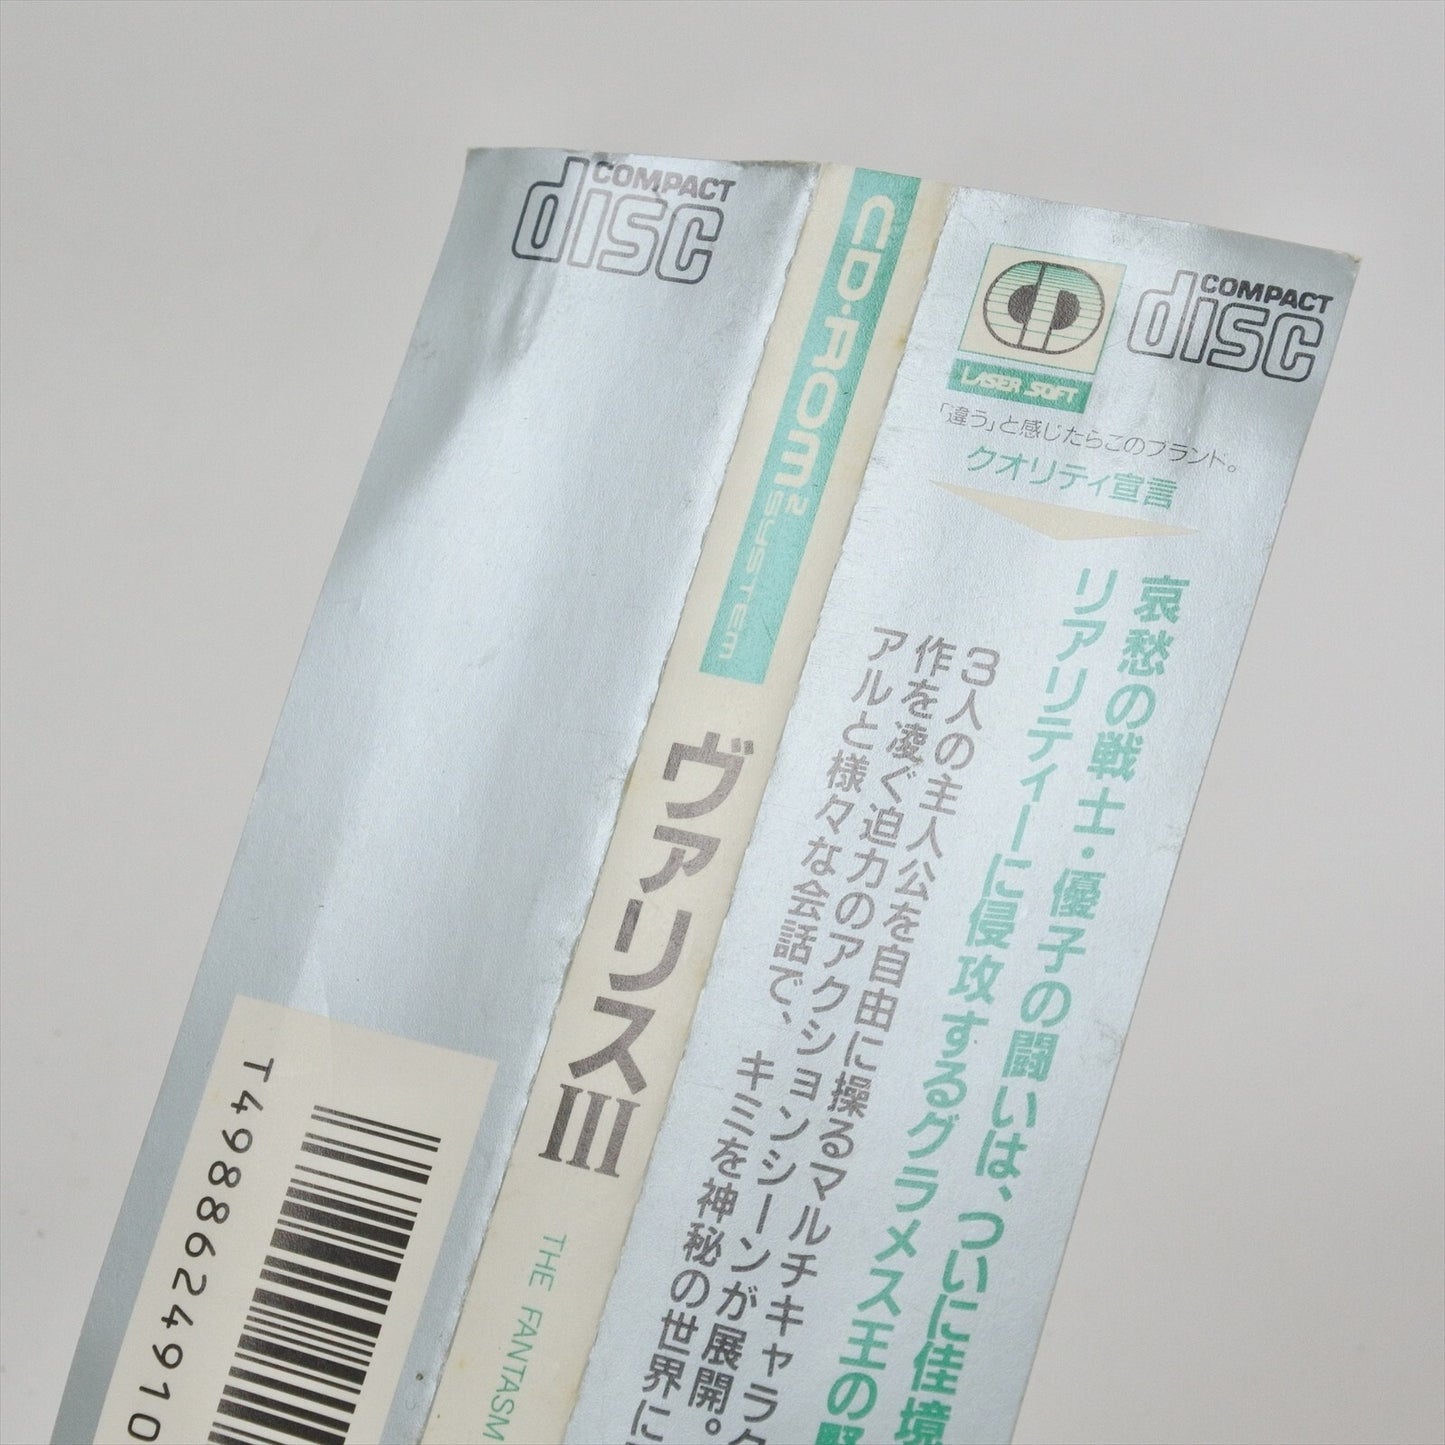 COMPACT
disc
T49886249 10
CD-ROM²
SYSTEM
ヴァリスIII
THE FANTASM
COMPACT
disc
LASER SOFT
「違う」と感じたらこのブランド。
クオリティ宣言
哀愁の戦士・優子の闘いは、ついに佳境
リアリティーに侵攻するグラメス王の
3人の主人公を自由に操るマルチキャラク
作を凌ぐ迫力のアクションシーンが展開。
アルと様々な会話で、キミを神秘の世界に